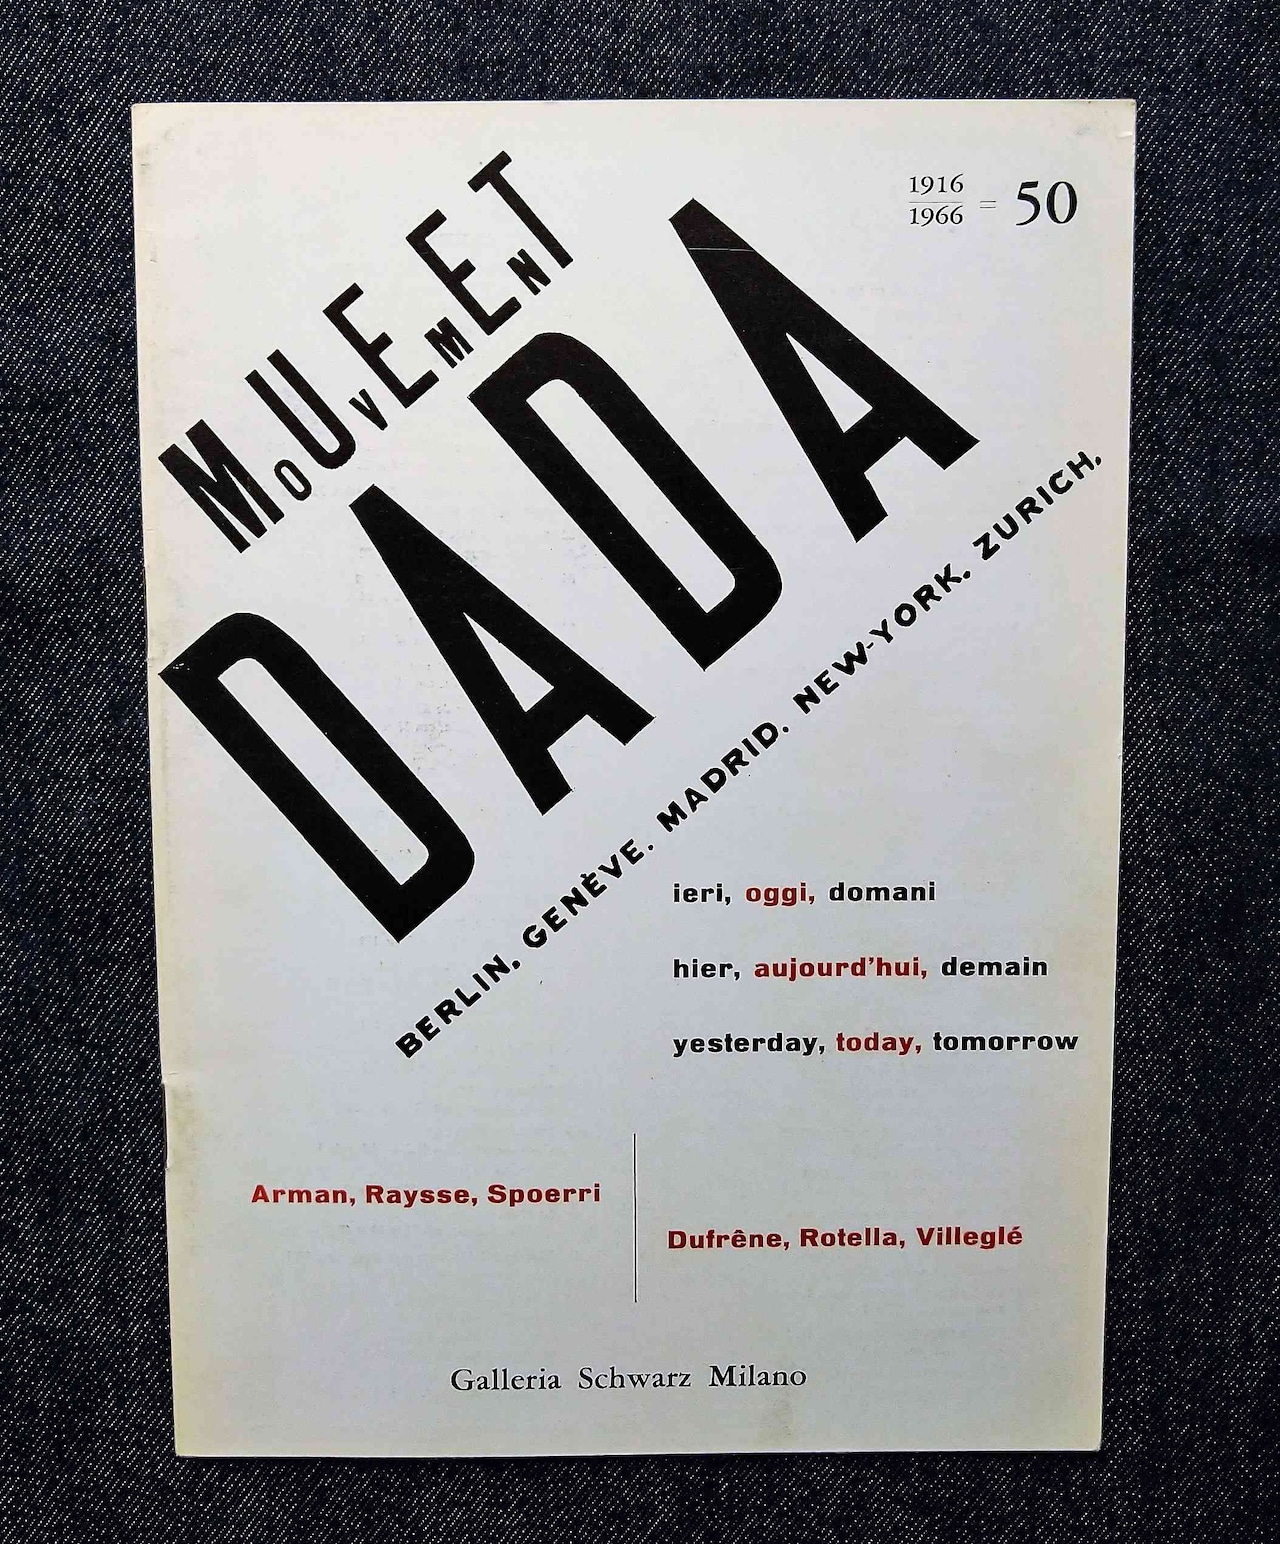 1916
1966 = 50
MOUVEMENT
DADA
BERLIN. GENÈVE. MADRID. NEW-YORK. ZURICH.
ieri, oggi, domani
hier, aujourd'hui, demain
yesterday, today, tomorrow
Arman, Raysse, Spoerri
Dufrêne, Rotella, Villeglé
Galleria Schwarz Milano